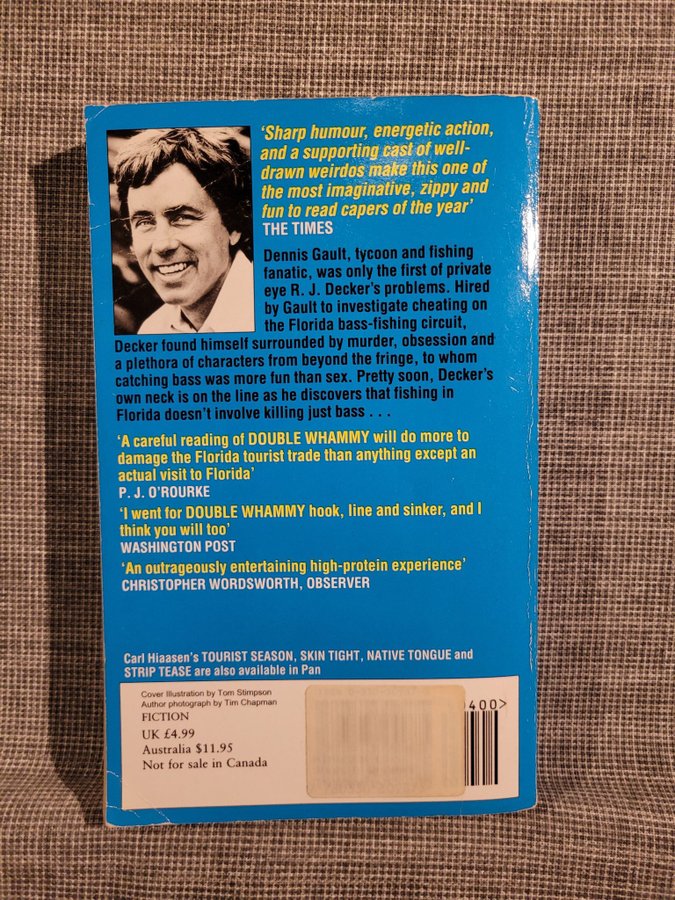 ‘Sharp humour, energetic action,
and a supporting cast of well-
drawn weirdos make this one of
the most imaginative, zippy and
fun to read capers of the year’
THE TIMES
Dennis Gault, tycoon and fishing
fanatic, was only the first of private
eye R. J. Decker’s problems. Hired
by Gault to investigate cheating on
the Florida bass-fishing circuit,
Decker found himself surrounded by murder, obsession and
a plethora of characters from beyond the fringe, to whom
catching bass was more fun than sex. Pretty soon, Decker’s
own neck is on the line as he discovers that fishing in
Florida doesn’t involve killing just bass . . .
‘A careful reading of DOUBLE WHAMMY will do more to
damage the Florida tourist trade than anything except an
actual visit to Florida’
P. J. O’ROURKE
‘I went for DOUBLE WHAMMY hook, line and sinker, and I
think you will too’
WASHINGTON POST
‘An outrageously entertaining high-protein experience’
CHRISTOPHER WORDSWORTH, OBSERVER
Carl Hiaasen’s TOURIST SEASON, SKIN TIGHT, NATIVE TONGUE and
STRIP TEASE are also available in Pan
Cover Illustration by Tom Stimpson
Author photograph by Tim Chapman
FICTION
UK £4.99
Australia $11.95
Not for sale in Canada
400>